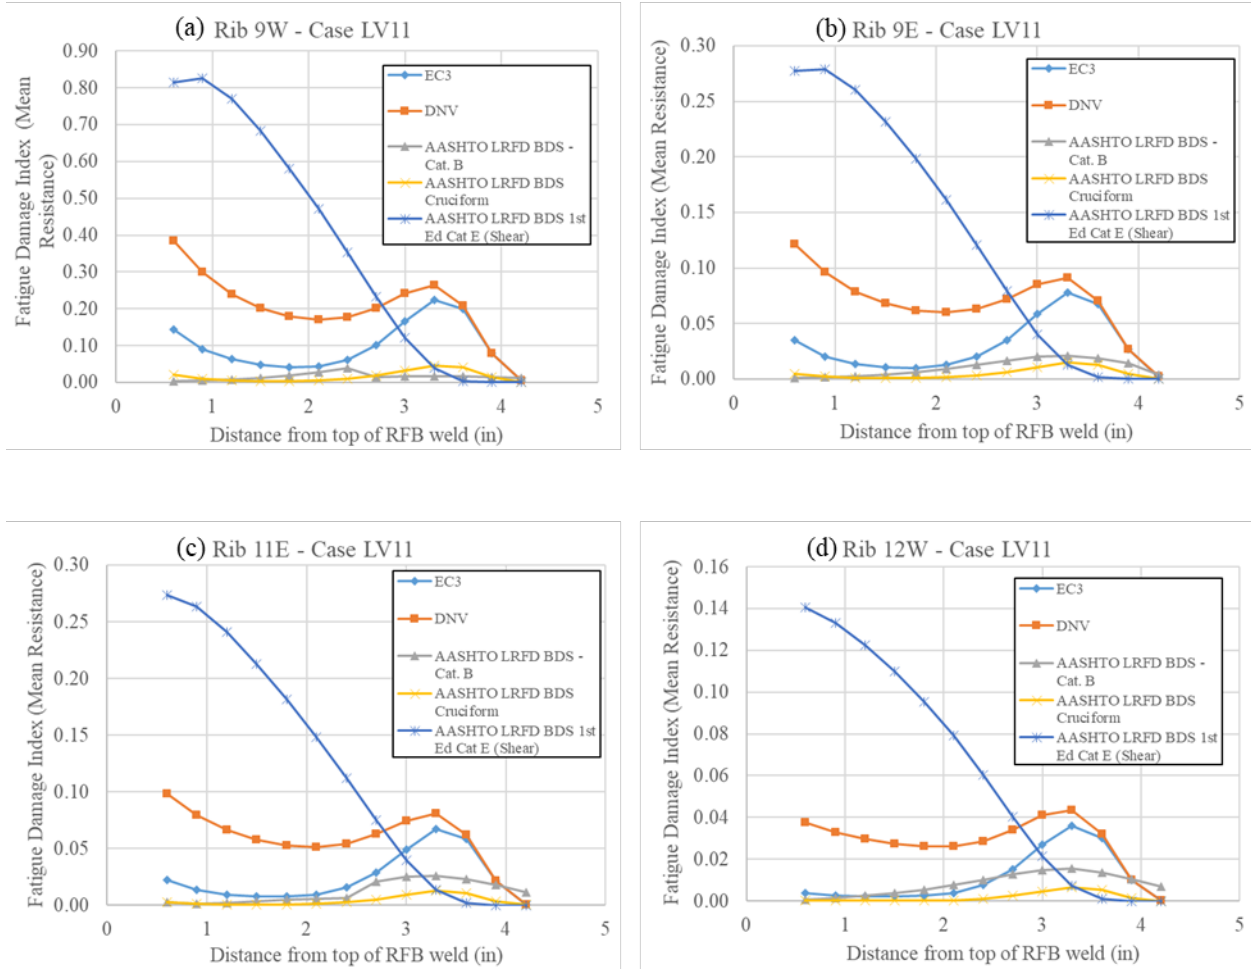 (a) Rib 9W - Case LV11
Fatigue Damage Index (Mean
Resistance)
0.90
0.80
0.70
0.60
0.50
0.40
0.30
0.20
0.10
0.00
EC3
DNV
AASHTO LRFD BDS -
Cat. B
AASHTO LRFD BDS
Cruciform
AASHTO LRFD BDS 1st
Ed Cat E (Shear)
0 1 2 3 4 5
Distance from top of RFB weld (in)
(b) Rib 9E - Case LV11
Fatigue Damage Index (Mean Resistance)
0.30
0.25
0.20
0.15
0.10
0.05
0.00
EC3
DNV
AASHTO LRFD BDS -
Cat. B
AASHTO LRFD BDS
Cruciform
AASHTO LRFD BDS 1st
Ed Cat E (Shear)
0 1 2 3 4 5
Distance from top of RFB weld (in)
(c) Rib 11E - Case LV11
Fatigue Damage Index (Mean Resistance)
0.30
0.25
0.20
0.15
0.10
0.05
0.00
EC3
DNV
AASHTO LRFD BDS -
Cat. B
AASHTO LRFD BDS
Cruciform
AASHTO LRFD BDS 1st
Ed Cat E (Shear)
0 1 2 3 4 5
Distance from top of RFB weld (in)
(d) Rib 12W - Case LV11
Fatigue Damage Index (Mean Resistance)
0.16
0.14
0.12
0.10
0.08
0.06
0.04
0.02
0.00
EC3
DNV
AASHTO LRFD BDS -
Cat. B
AASHTO LRFD BDS
Cruciform
AASHTO LRFD BDS 1st
Ed Cat E (Shear)
0 1 2 3 4 5
Distance from top of RFB weld (in)